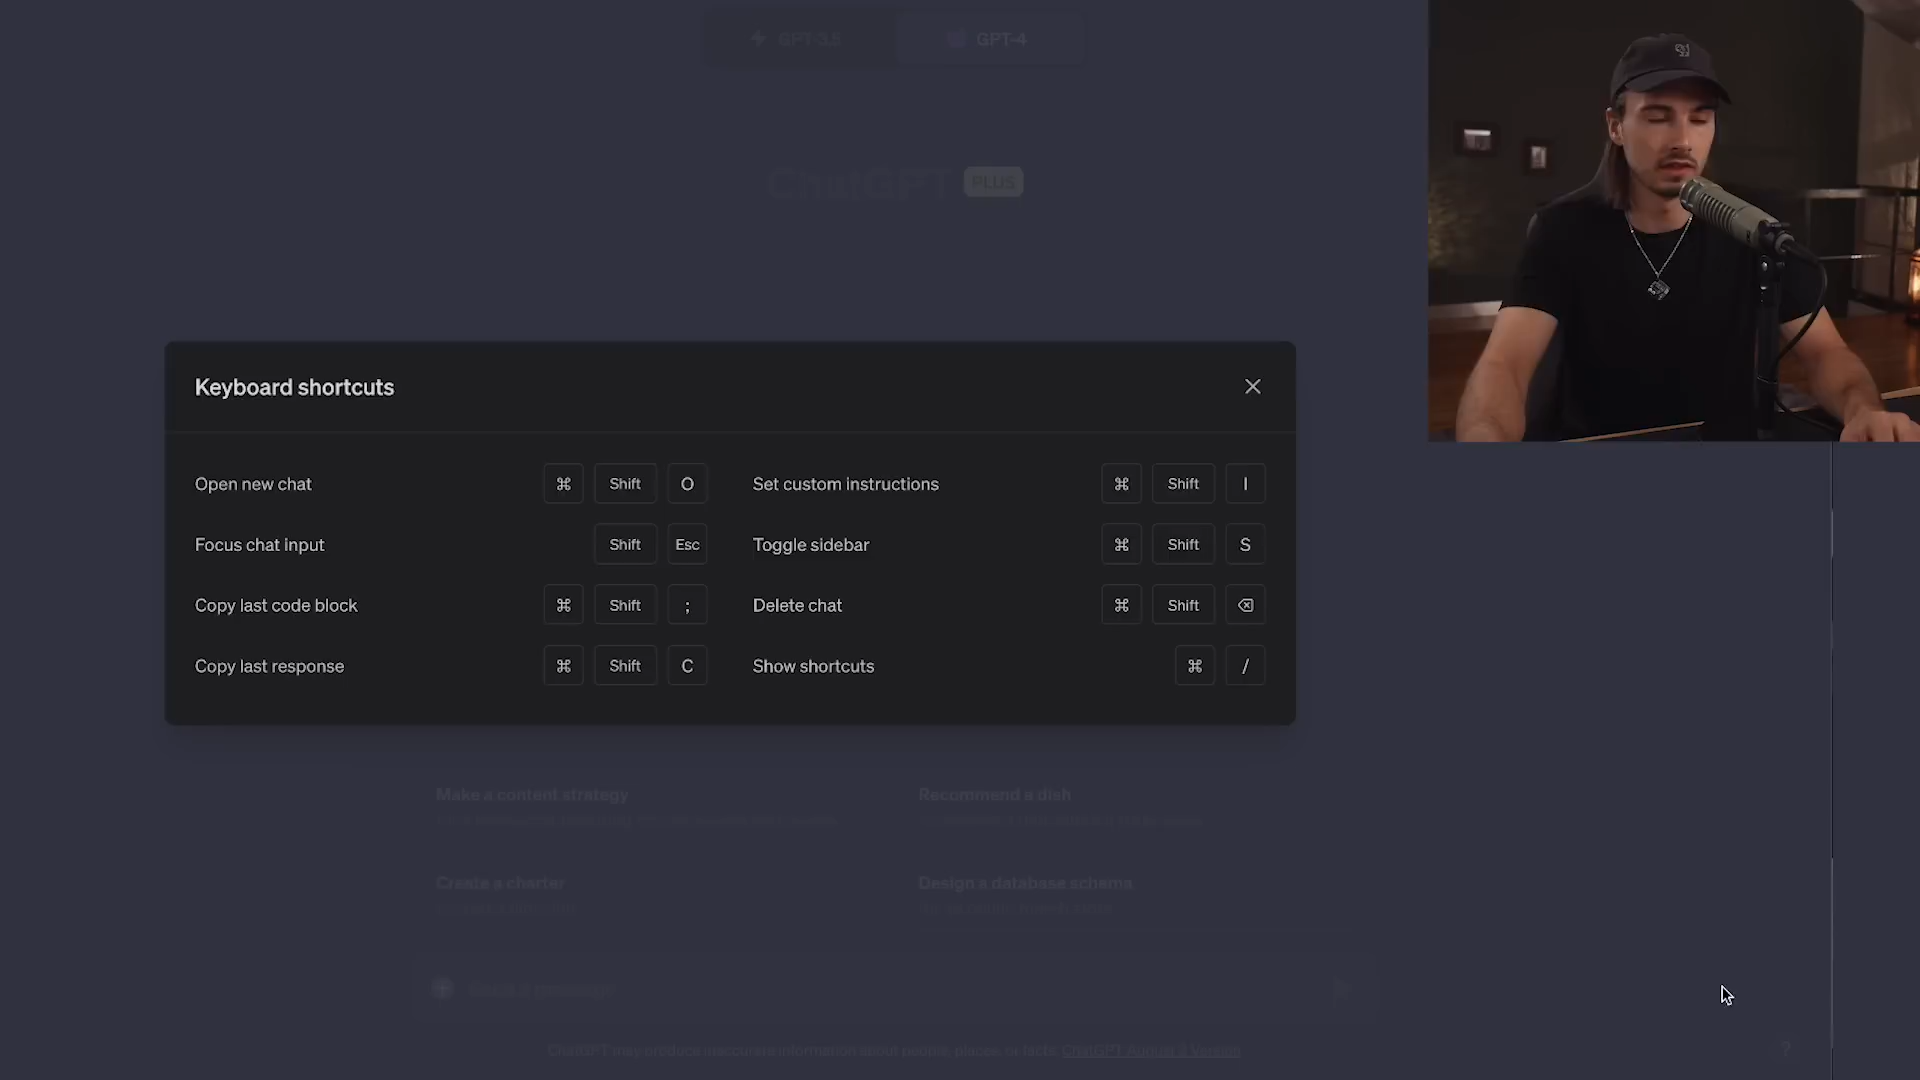 GPT-3.5 GPT-4
ChatGPT PLUS
Keyboard shortcuts
Open new chat ⌘ Shift O
Set custom instructions ⌘ Shift I
Focus chat input Shift Esc
Toggle sidebar ⌘ Shift S
Copy last code block ⌘ Shift ;
Delete chat ⌘ Shift ⌫
Copy last response ⌘ Shift C
Show shortcuts ⌘ /
Make a content strategy
Recommend a dish
Create a charter
Design a database schema
ChatGPT may produce inaccurate information about people, places, or facts. ChatGPT August 3 Version
?